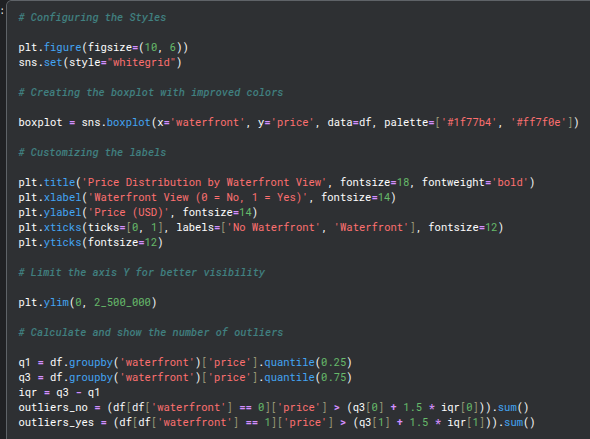 # Configuring the Styles
plt.figure(figsize=(10, 6))
sns.set(style="whitegrid")
# Creating the boxplot with improved colors
boxplot = sns.boxplot(x='waterfront', y='price', data=df, palette=['#1f77b4', '#ff7f0e'])
# Customizing the labels
plt.title('Price Distribution by Waterfront View', fontsize=18, fontweight='bold')
plt.xlabel('Waterfront View (0 = No, 1 = Yes)', fontsize=14)
plt.ylabel('Price (USD)', fontsize=14)
plt.xticks(ticks=[0, 1], labels=['No Waterfront', 'Waterfront'], fontsize=12)
plt.yticks(fontsize=12)
# Limit the axis Y for better visibility
plt.ylim(0, 2_500_000)
# Calculate and show the number of outliers
q1 = df.groupby('waterfront')['price'].quantile(0.25)
q3 = df.groupby('waterfront')['price'].quantile(0.75)
iqr = q3 - q1
outliers_no = (df[df['waterfront'] == 0]['price'] > (q3[0] + 1.5 * iqr[0])).sum()
outliers_yes = (df[df['waterfront'] == 1]['price'] > (q3[1] + 1.5 * iqr[1])).sum()